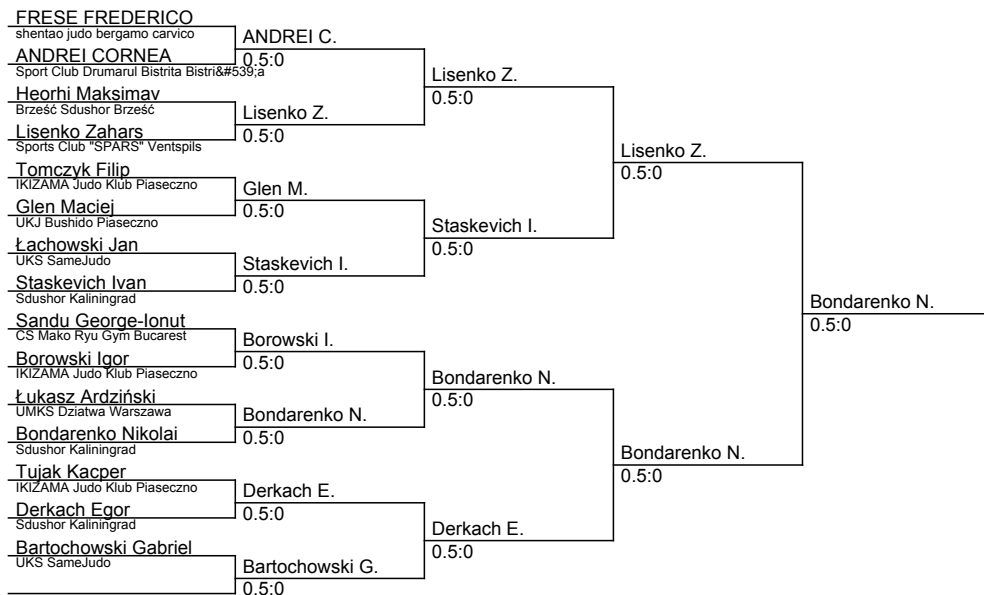 FRESE FREDERICO
shentao judo bergamo carvico
ANDREI CORNEA
Sport Club Drumarul Bistrita Bistri&#539;a
Heorhi Maksimav
Brześć Sdushor Brześć
Lisenko Zahars
Sports Club "SPARS" Ventspils
Tomczyk Filip
IKIZAMA Judo Klub Piaseczno
Glen Maciej
UKJ Bushido Piaseczno
Łachowski Jan
UKS SameJudo
Staskevich Ivan
Sdushor Kaliningrad
Sandu George-Ionut
CS Mako Ryu Gym Bucarest
Borowski Igor
IKIZAMA Judo Klub Piaseczno
Łukasz Ardziński
UMKS Dziatwa Warszawa
Bondarenko Nikolai
Sdushor Kaliningrad
Tujak Kacper
IKIZAMA Judo Klub Piaseczno
Derkach Egor
Sdushor Kaliningrad
Bartochowski Gabriel
UKS SameJudo
ANDREI C.
0.5:0
Lisenko Z.
0.5:0
Glen M.
0.5:0
Staskevich I.
0.5:0
Borowski I.
0.5:0
Bondarenko N.
0.5:0
Derkach E.
0.5:0
Bartochowski G.
0.5:0
Lisenko Z.
0.5:0
Staskevich I.
0.5:0
Bondarenko N.
0.5:0
Derkach E.
0.5:0
Lisenko Z.
0.5:0
Bondarenko N.
0.5:0
Bondarenko N.
0.5:0